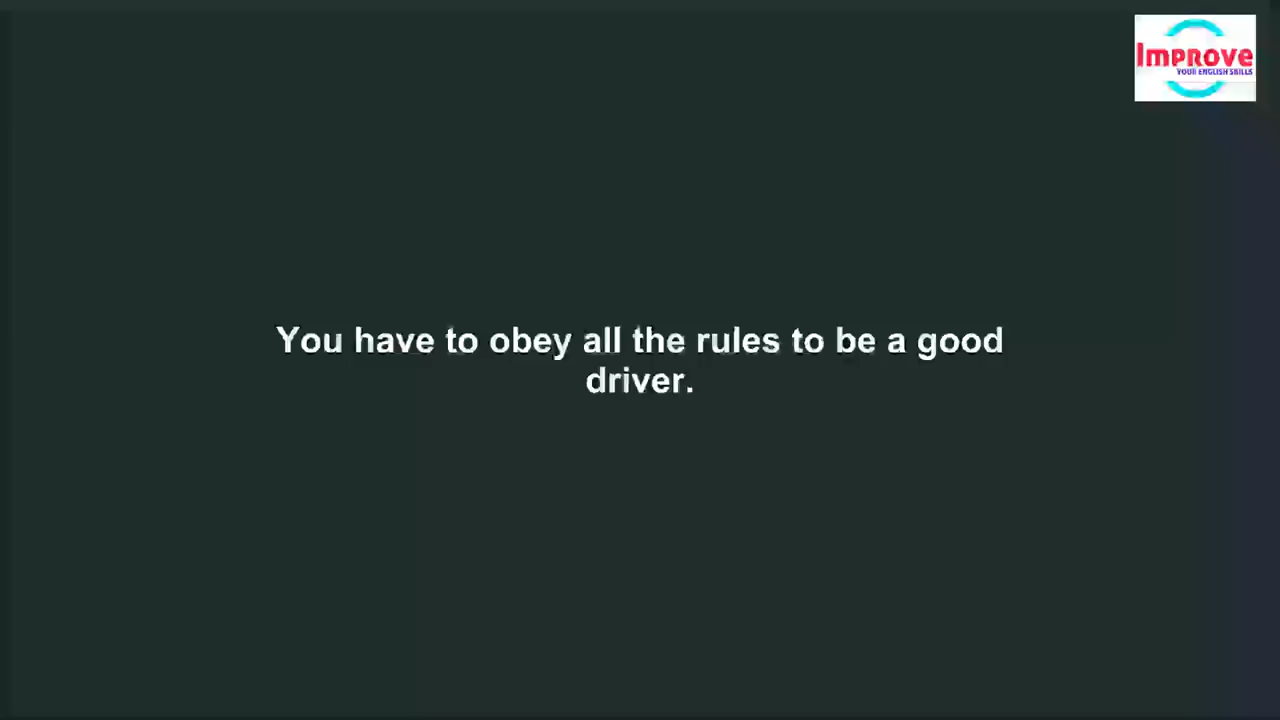 Improve
YOUR ENGLISH SKILLS
You have to obey all the rules to be a good
driver.